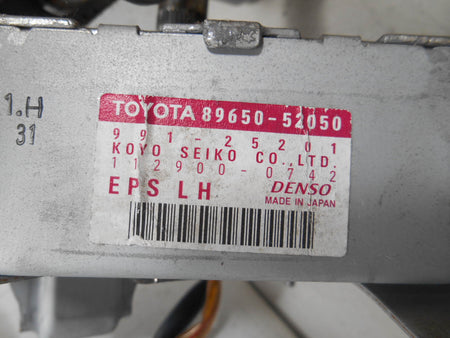 1.H
31
TOYOTA 89650-52050
991-25201
KOYO SEIKO CO.,LTD.
112900-0742
EPS LH
DENSO
MADE IN JAPAN